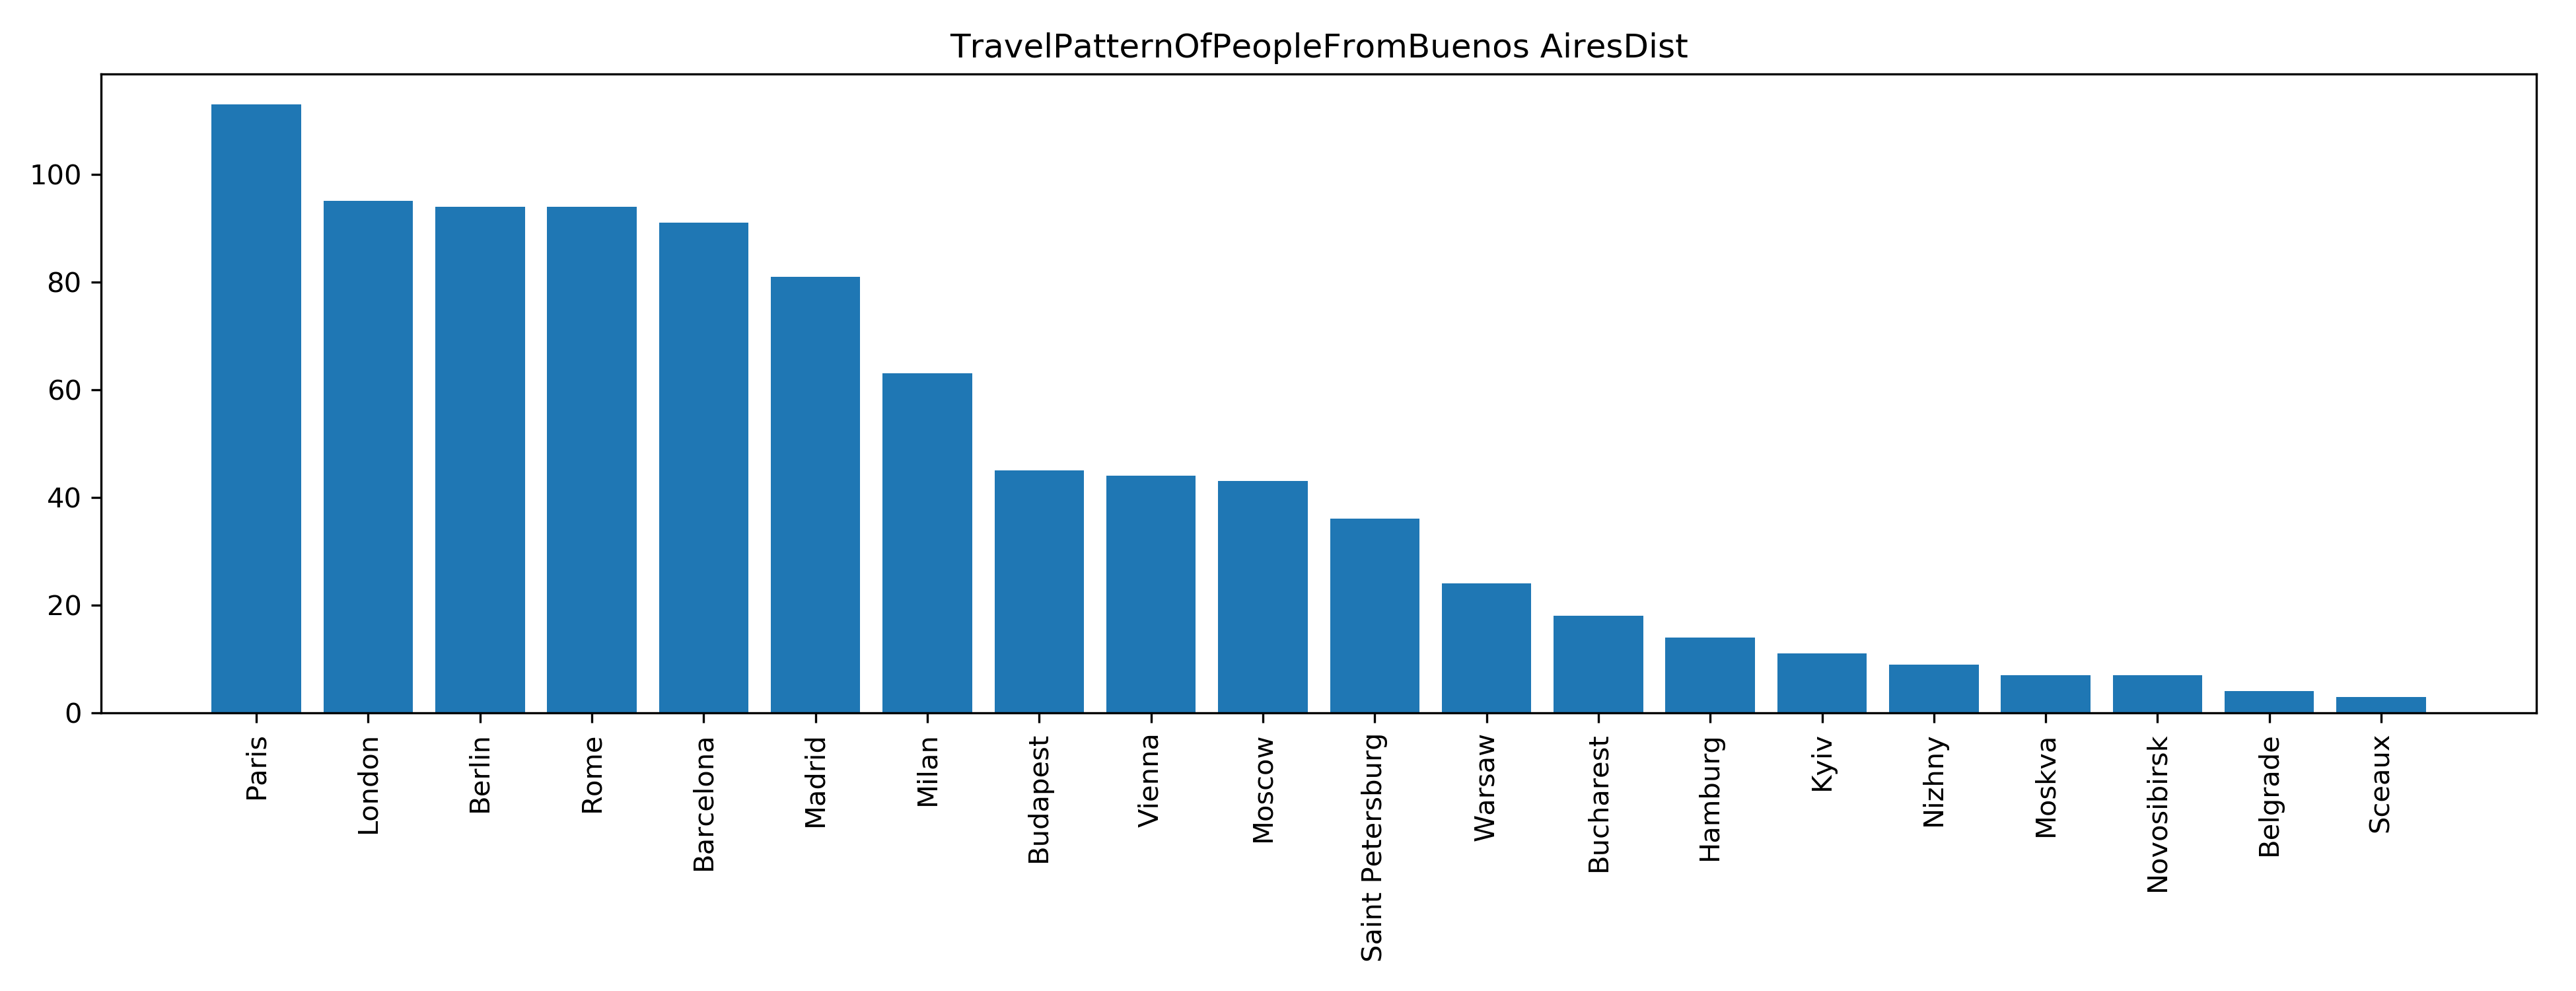 TravelPatternOfPeopleFromBuenos AiresDist
100
80
60
40
20
0
Paris
London
Berlin
Rome
Barcelona
Madrid
Milan
Budapest
Vienna
Moscow
Saint Petersburg
Warsaw
Bucharest
Hamburg
Kyiv
Nizhny
Moskva
Novosibirsk
Belgrade
Sceaux